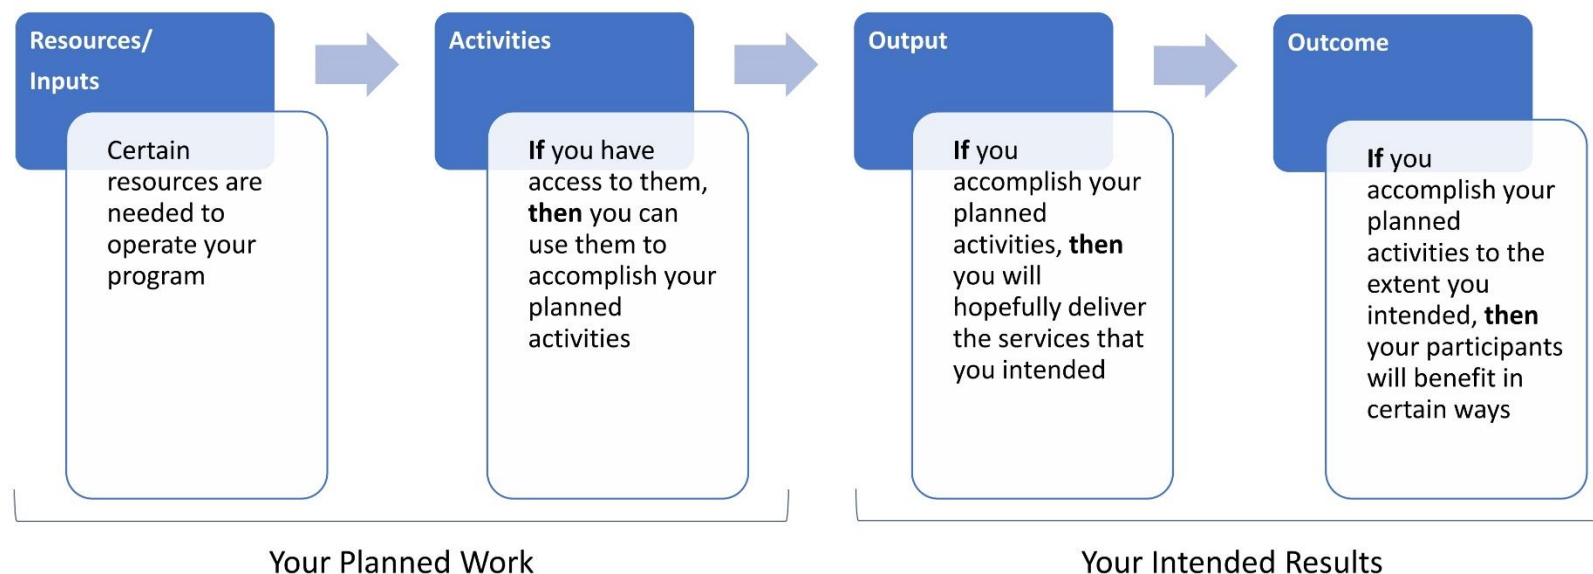 Resources/
Inputs
Certain
resources are
needed to
operate your
program
Activities
If you have
access to them,
then you can
use them to
accomplish your
planned
activities
Output
If you
accomplish your
planned
activities, then
you will
hopefully deliver
the services that
you intended
Outcome
If you
accomplish your
planned
activities to the
extent you
intended, then
your participants
will benefit in
certain ways
Your Planned Work
Your Intended Results